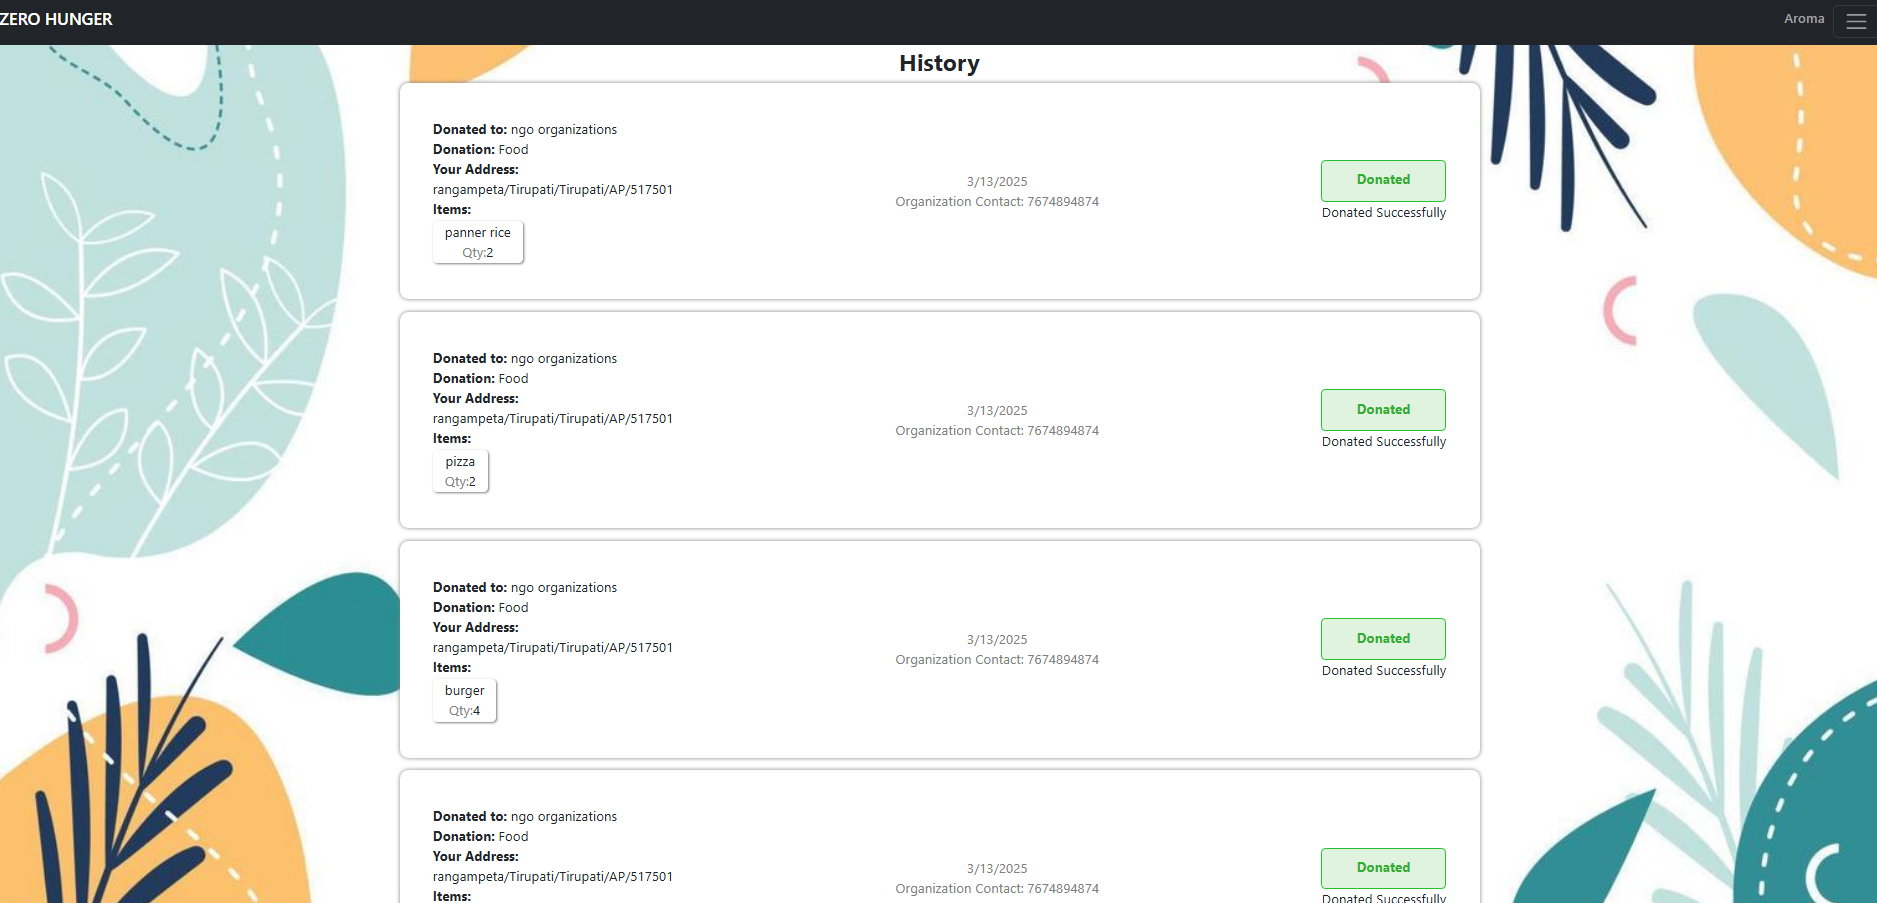 ZERO HUNGER
Aroma
History
Donated to: ngo organizations
Donation: Food
Your Address:
rangampeta/Tirupati/Tirupati/AP/517501
Items:
panner rice
Qty:2
3/13/2025
Organization Contact: 7674894874
Donated
Donated Successfully
Donated to: ngo organizations
Donation: Food
Your Address:
rangampeta/Tirupati/Tirupati/AP/517501
Items:
pizza
Qty:2
3/13/2025
Organization Contact: 7674894874
Donated
Donated Successfully
Donated to: ngo organizations
Donation: Food
Your Address:
rangampeta/Tirupati/Tirupati/AP/517501
Items:
burger
Qty:4
3/13/2025
Organization Contact: 7674894874
Donated
Donated Successfully
Donated to: ngo organizations
Donation: Food
Your Address:
rangampeta/Tirupati/Tirupati/AP/517501
Items:
3/13/2025
Organization Contact: 7674894874
Donated
Donated Successfully